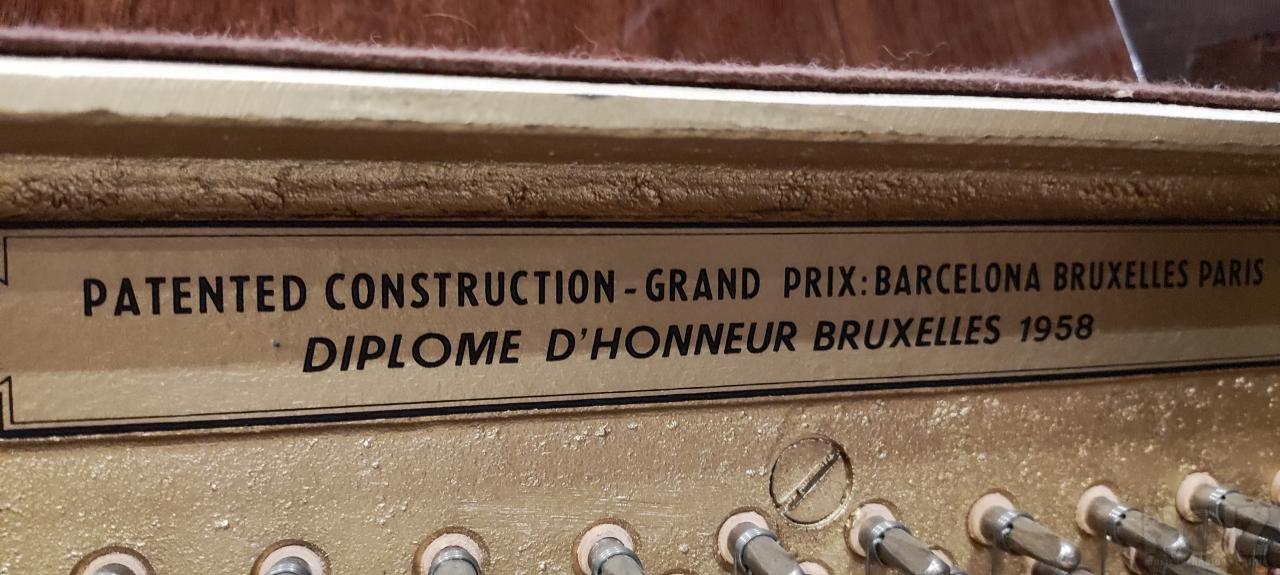 PATENTED CONSTRUCTION - GRAND PRIX: BARCELONA BRUXELLES PARIS
DIPLOME D'HONNEUR BRUXELLES 1958